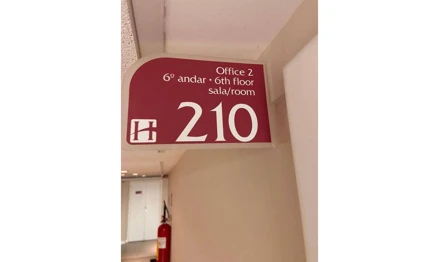 Office 2
6º andar • 6th floor
sala/room
210
H